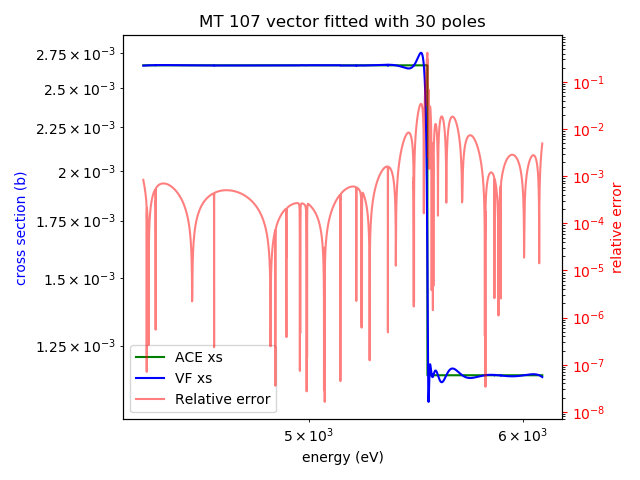 MT 107 vector fitted with 30 poles
2.75 × 10⁻³
2.5 × 10⁻³
2.25 × 10⁻³
2 × 10⁻³
1.75 × 10⁻³
1.5 × 10⁻³
1.25 × 10⁻³
cross section (b)
10⁻¹
10⁻²
10⁻³
10⁻⁴
10⁻⁵
10⁻⁶
10⁻⁷
10⁻⁸
relative error
ACE xs
VF xs
Relative error
5 × 10³
6 × 10³
energy (eV)